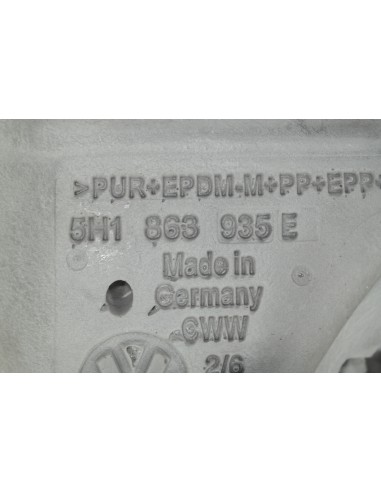 >PUR+EPDM-M+PP+EPP+
5H1 863 935 E
Made in
Germany
CWW
2/6